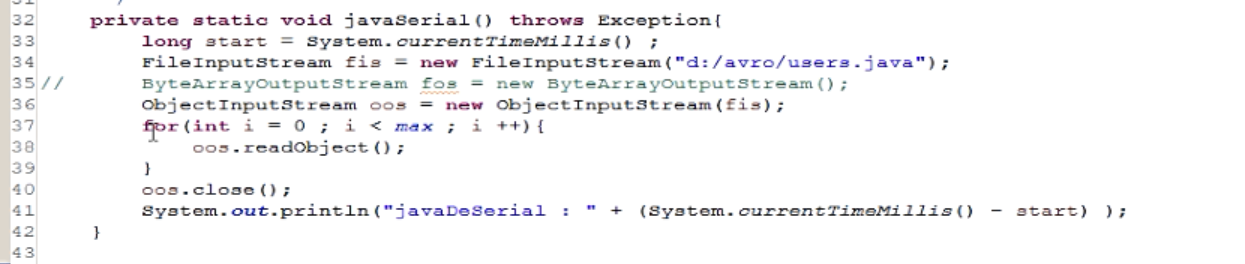 32 private static void javaSerial() throws Exception{
33 long start = System.currentTimeMillis() ;
34 FileInputStream fis = new FileInputStream("d:/avro/users.java");
35 // ByteArrayOutputStream fos = new ByteArrayOutputStream();
36 ObjectInputStream oos = new ObjectInputStream(fis);
37 for(int i = 0 ; i < max ; i ++){
38 oos.readObject();
39 }
40 oos.close();
41 System.out.println("javaDeSerial : " + (System.currentTimeMillis() - start) );
42 }
43